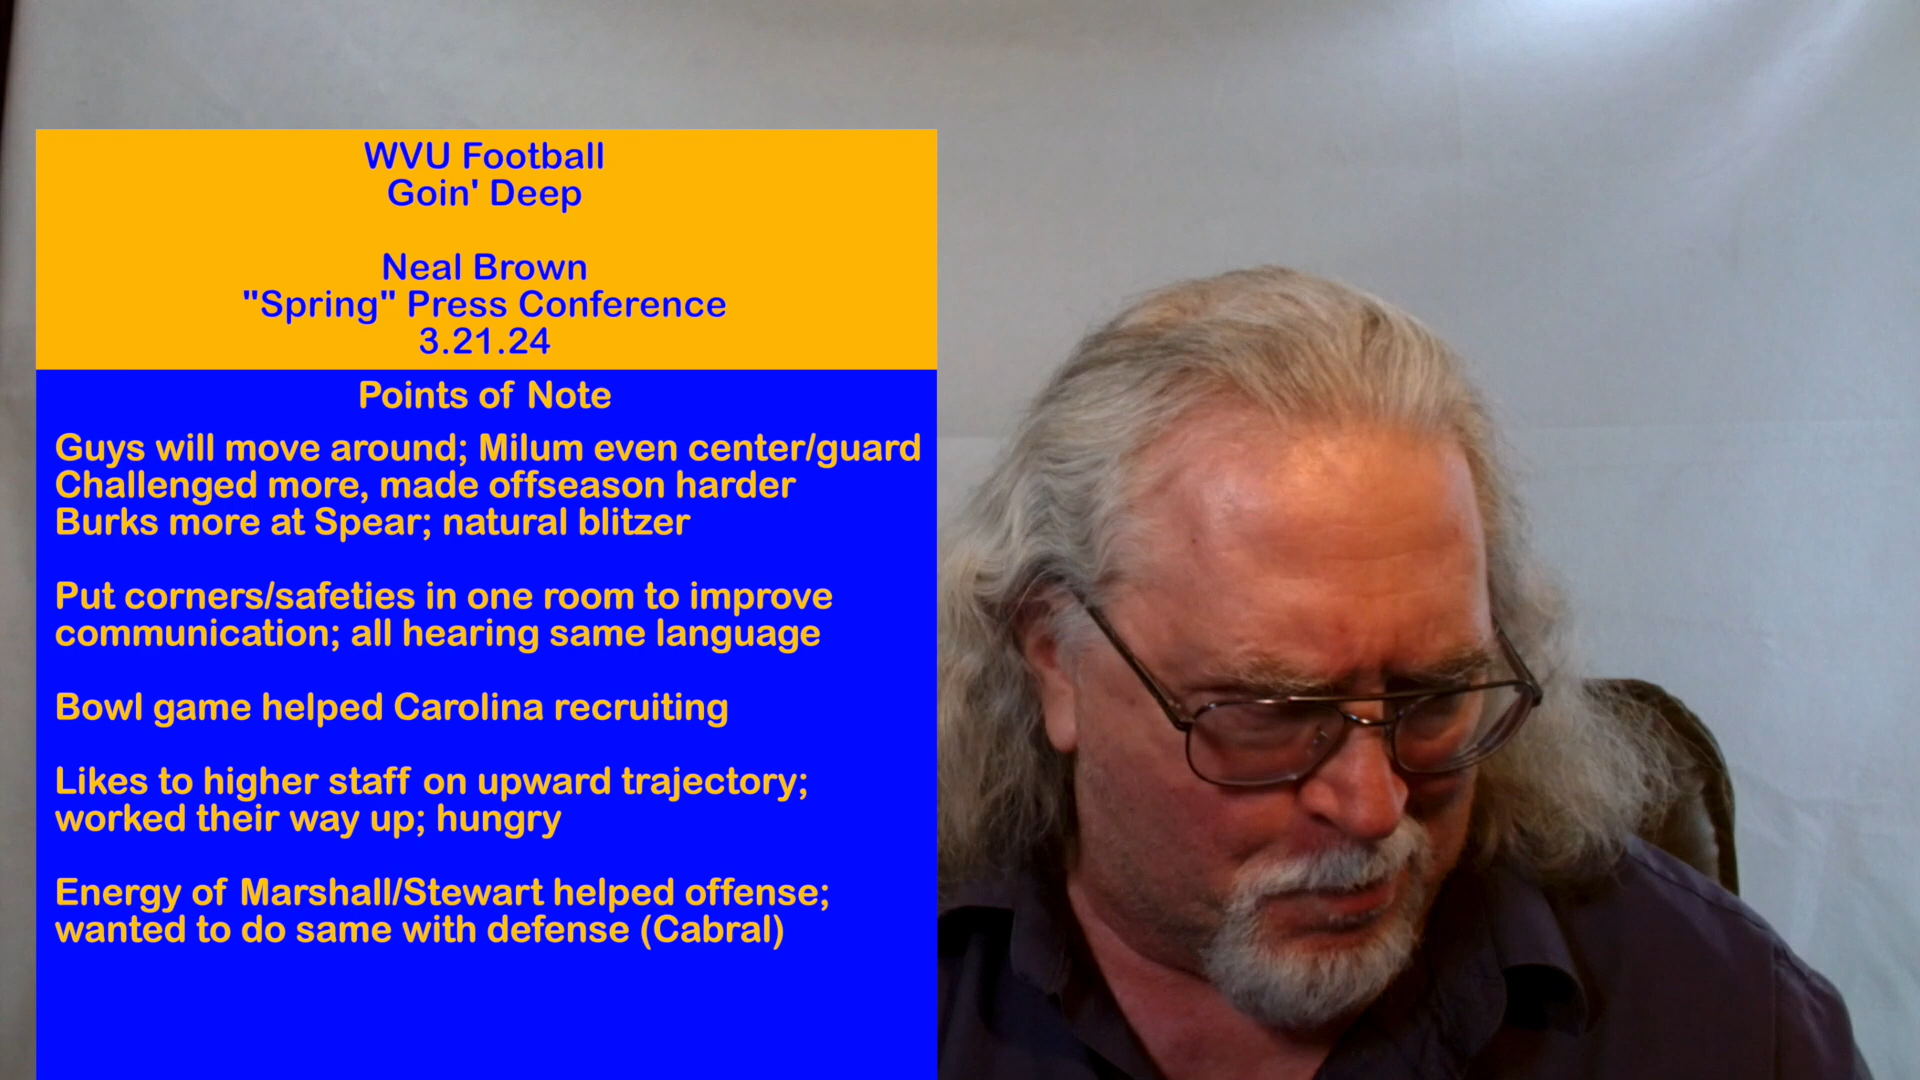 WVU Football
Goin' Deep
Neal Brown
"Spring" Press Conference
3.21.24
Points of Note
Guys will move around; Milum even center/guard
Challenged more, made offseason harder
Burks more at Spear; natural blitzer
Put corners/safeties in one room to improve
communication; all hearing same language
Bowl game helped Carolina recruiting
Likes to higher staff on upward trajectory;
worked their way up; hungry
Energy of Marshall/Stewart helped offense;
wanted to do same with defense (Cabral)